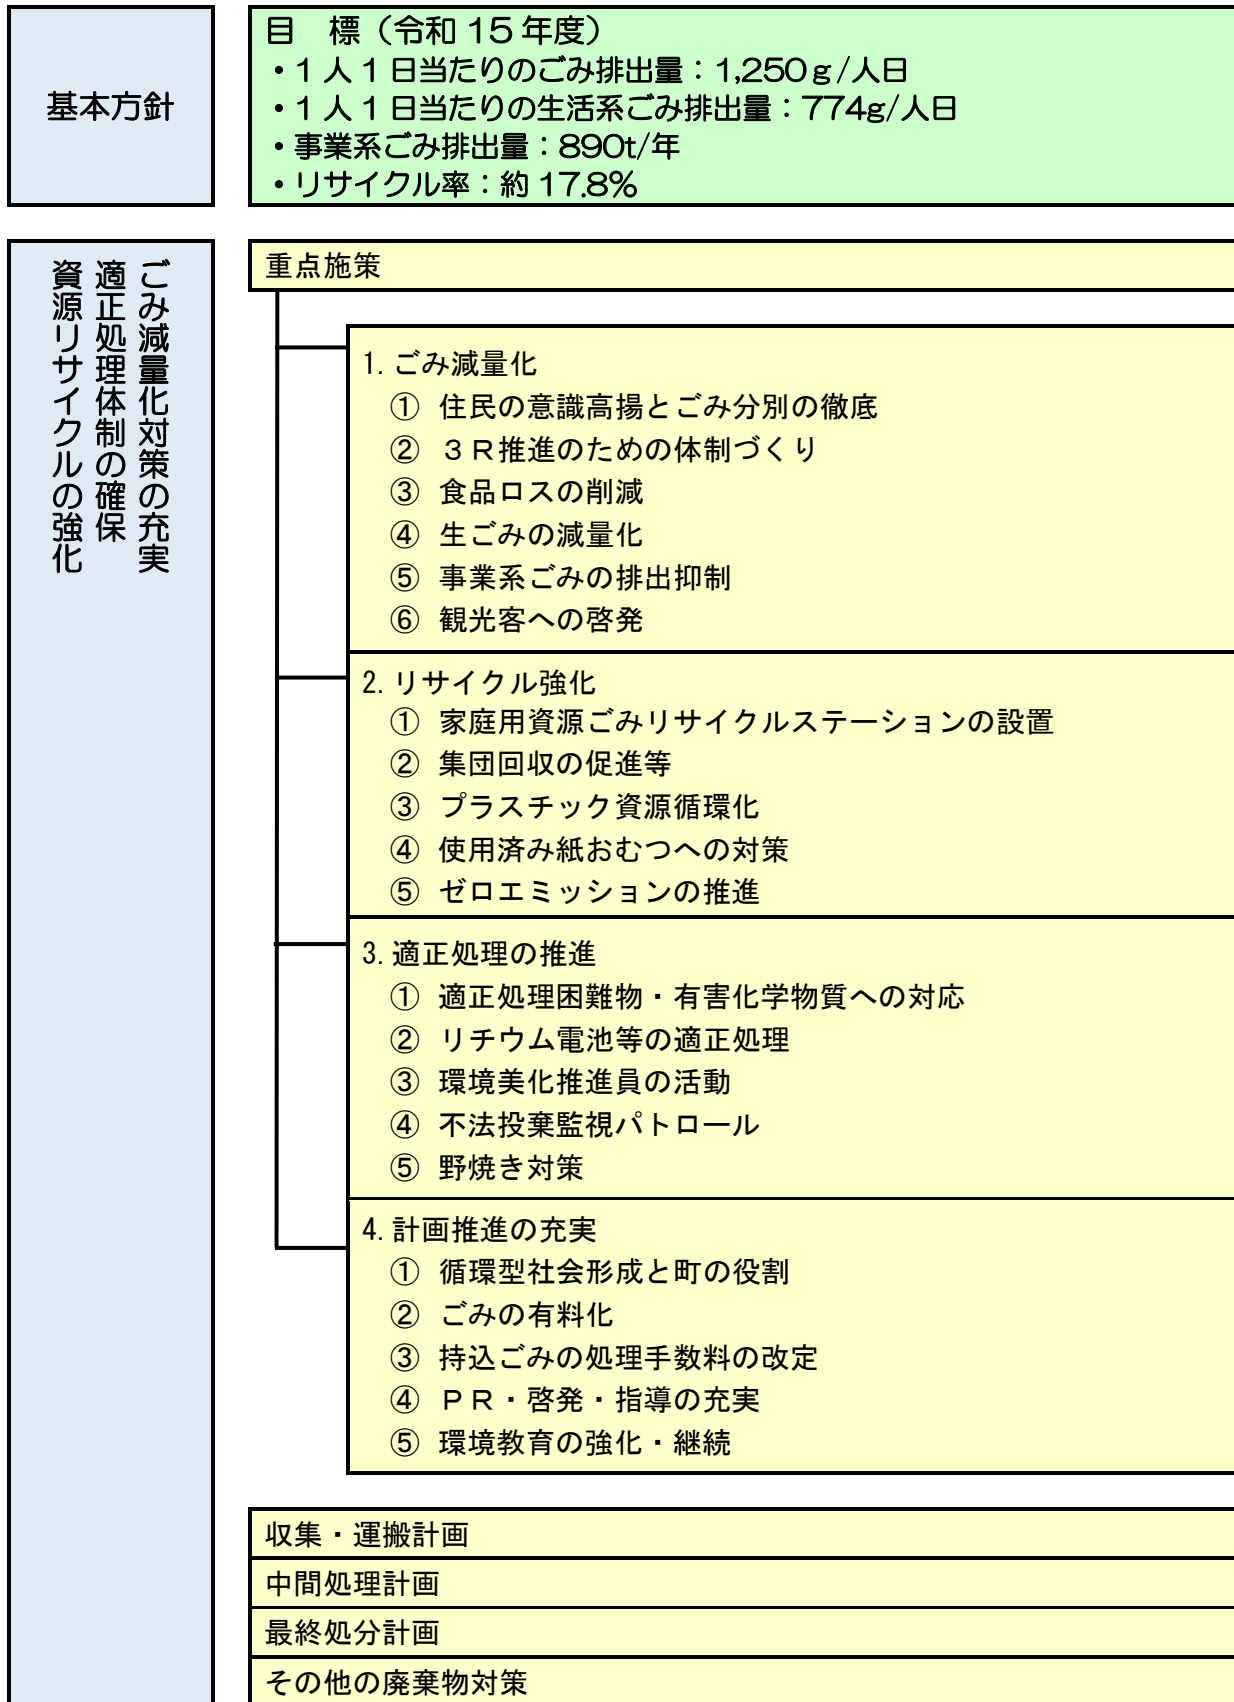 基本方針
目　標（令和 15 年度）
・1 人 1 日当たりのごみ排出量：1,250ｇ/人日
・1 人 1 日当たりの生活系ごみ排出量：774g/人日
・事業系ごみ排出量：890t/年
・リサイクル率：約 17.8%
ごみ減量化対策の充実
適正処理体制の確保
資源リサイクルの強化
重点施策
1. ごみ減量化
① 住民の意識高揚とごみ分別の徹底
② ３Ｒ推進のための体制づくり
③ 食品ロスの削減
④ 生ごみの減量化
⑤ 事業系ごみの排出抑制
⑥ 観光客への啓発
2. リサイクル強化
① 家庭用資源ごみリサイクルステーションの設置
② 集団回収の促進等
③ プラスチック資源循環化
④ 使用済み紙おむつへの対策
⑤ ゼロエミッションの推進
3. 適正処理の推進
① 適正処理困難物・有害化学物質への対応
② リチウム電池等の適正処理
③ 環境美化推進員の活動
④ 不法投棄監視パトロール
⑤ 野焼き対策
4. 計画推進の充実
① 循環型社会形成と町の役割
② ごみの有料化
③ 持込ごみの処理手数料の改定
④ ＰＲ・啓発・指導の充実
⑤ 環境教育の強化・継続
収集・運搬計画
中間処理計画
最終処分計画
その他の廃棄物対策